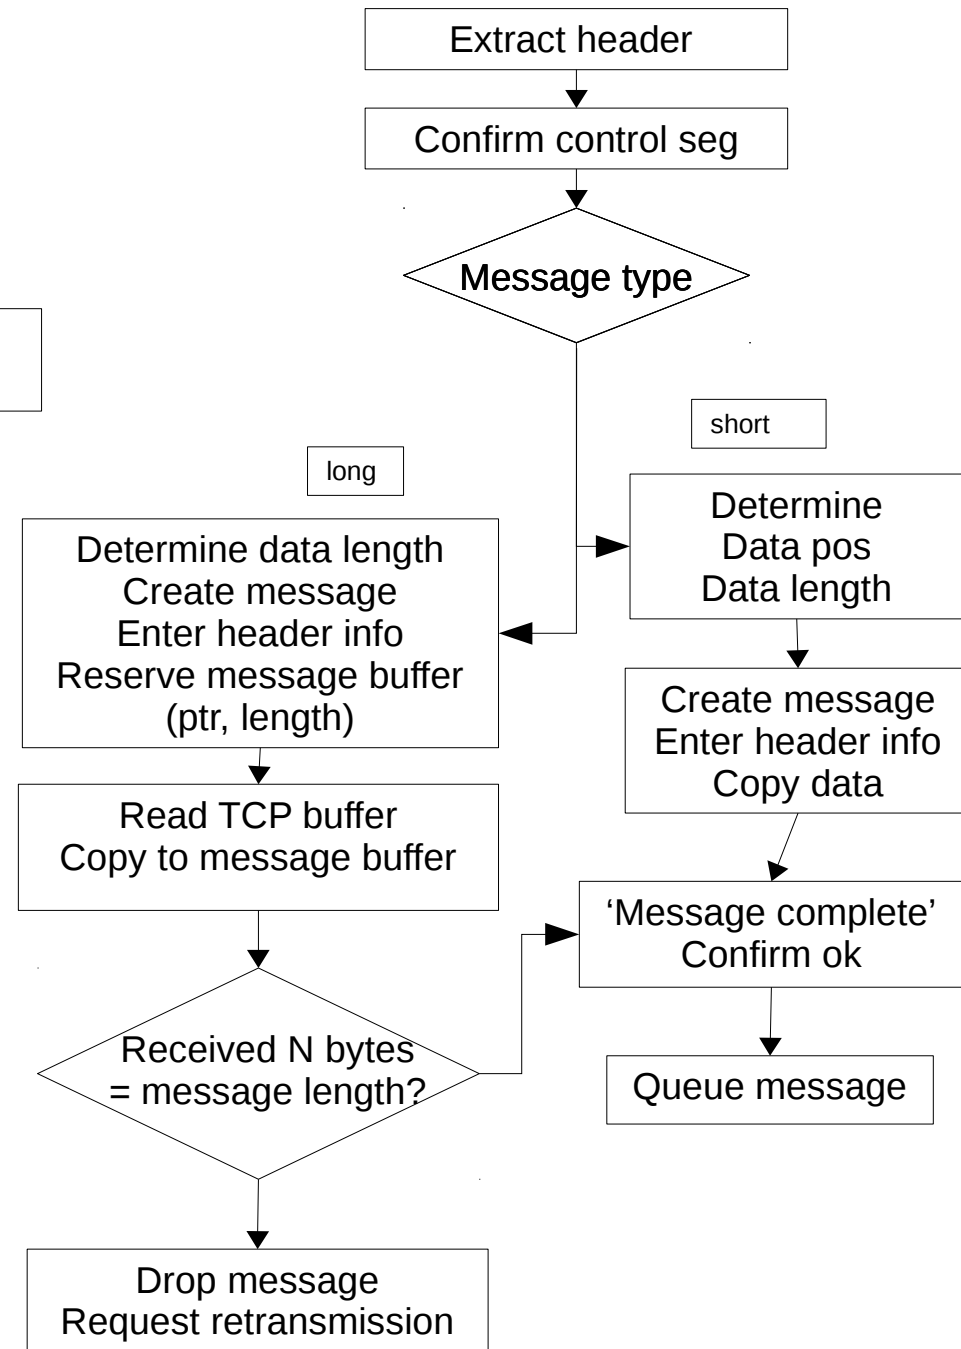 Extract header
Confirm control seg
Message type
short
long
Determine
Data pos
Data length
Determine data length
Create message
Enter header info
Reserve message buffer
(ptr, length)
Create message
Enter header info
Copy data
Read TCP buffer
Copy to message buffer
‘Message complete’
Confirm ok
Received N bytes
= message length?
Queue message
Drop message
Request retransmission